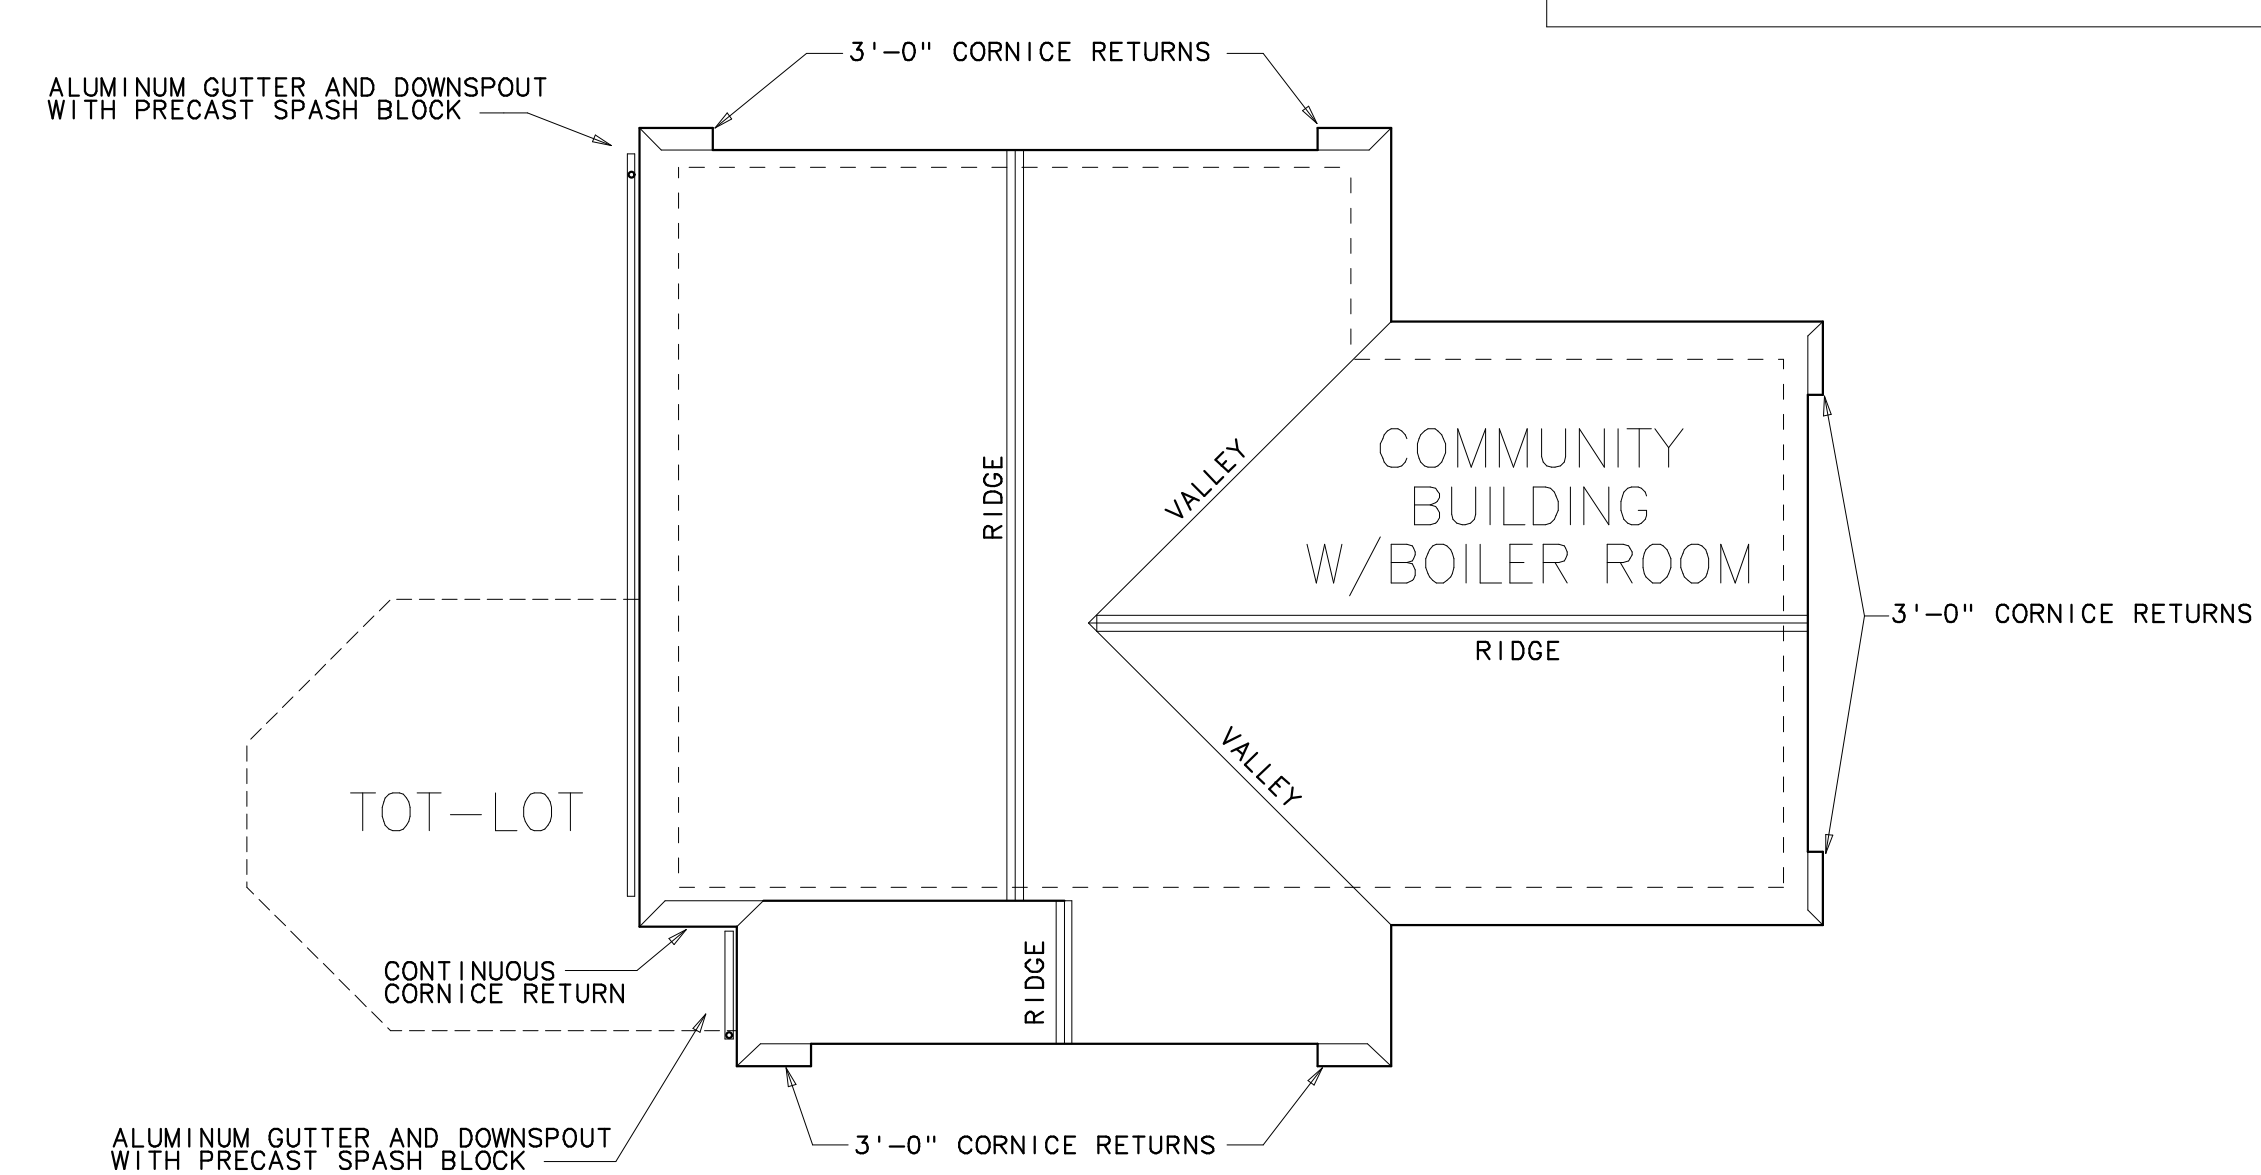 3'-0" CORNICE RETURNS
ALUMINUM GUTTER AND DOWNSPOUT
WITH PRECAST SPASH BLOCK
RIDGE
VALLEY
COMMUNITY
BUILDING
W/BOILER ROOM
3'-0" CORNICE RETURNS
RIDGE
VALLEY
TOT-LOT
CONTINUOUS
CORNICE RETURN
RIDGE
ALUMINUM GUTTER AND DOWNSPOUT
WITH PRECAST SPASH BLOCK
3'-0" CORNICE RETURNS